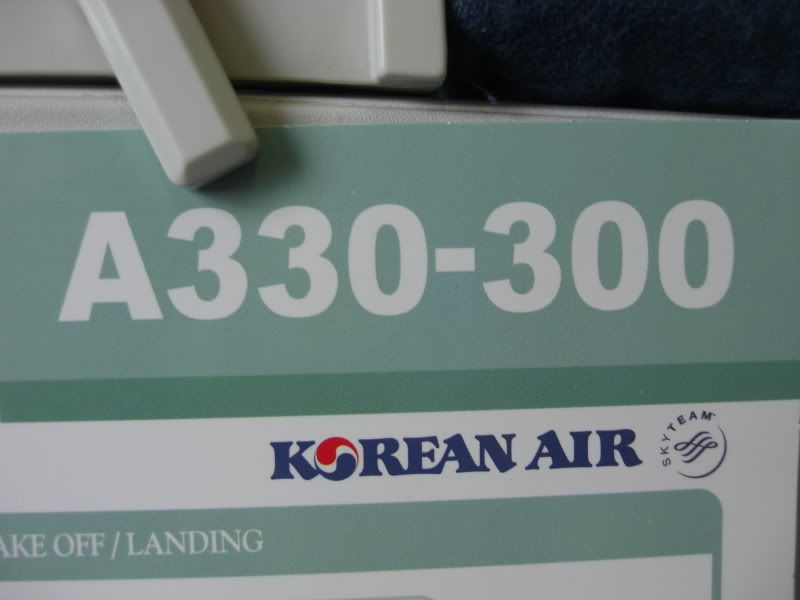 A330-300
KOREAN AIR
SKYTEAM
AKE OFF / LANDING